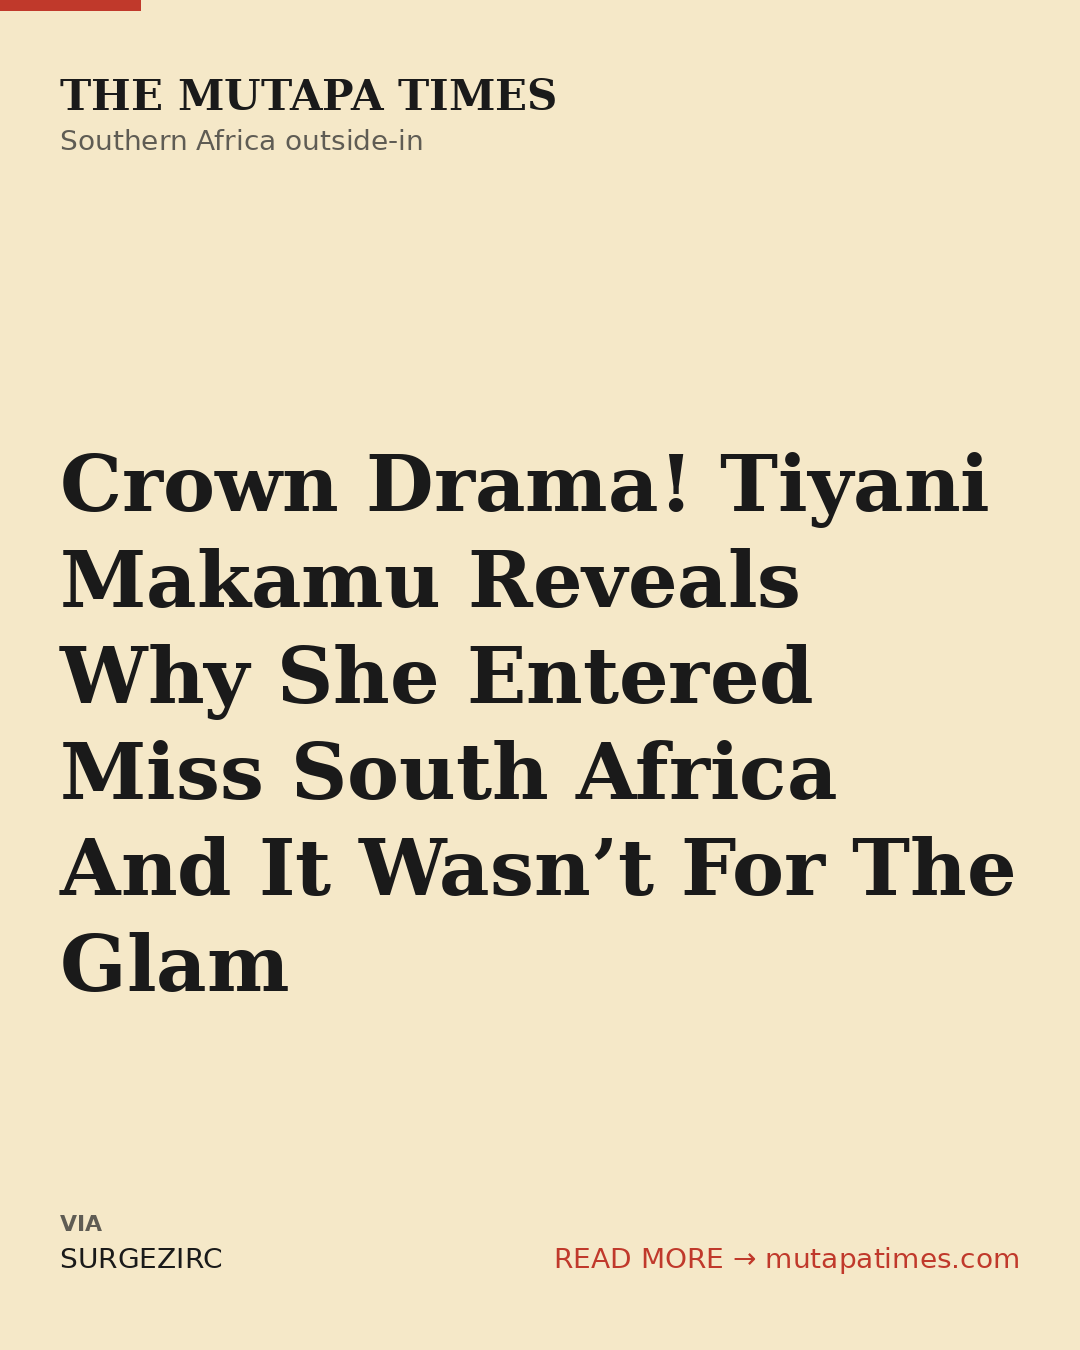 THE MUTAPA TIMES
Southern Africa outside-in
Crown Drama! Tiyani
Makamu Reveals
Why She Entered
Miss South Africa
And It Wasn’t For The
Glam
VIA
SURGEZIRC
READ MORE → mutapatimes.com